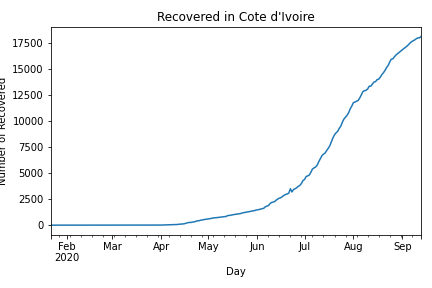 Recovered in Cote d'Ivoire
Number of Recovered
17500
15000
12500
10000
7500
5000
2500
0
Feb
2020
Mar
Apr
May
Jun
Jul
Aug
Sep
Day